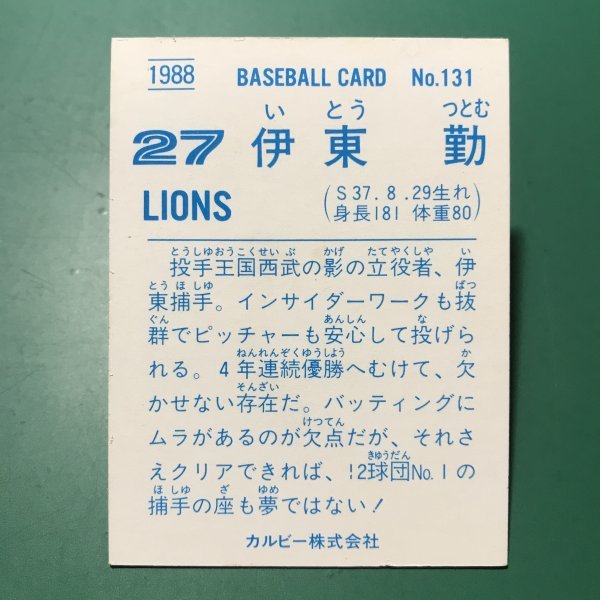 1988 BASEBALL CARD No.131
い とう つとむ
27 伊東 勤
LIONS
(S37.8.29生れ
身長181 体重80)
とうしゅおうこくせいぶ かげ たてやくしゃ い
投手王国西武の影の立役者、伊
とうほしゅ ばつ
東捕手。インサイダーワークも抜
ぐん あんしん な
群でピッチャーも安心して投げら
ねんれんぞくゆうしょう か
れる。4年連続優勝へむけて、欠
そんざい
かせない存在だ。バッティングに
けつてん
ムラがあるのが欠点だが、それさ
きゅうだん
えクリアできれば、12球団No.1の
ほしゅ ざ ゆめ
捕手の座も夢ではない!
カルビー株式会社